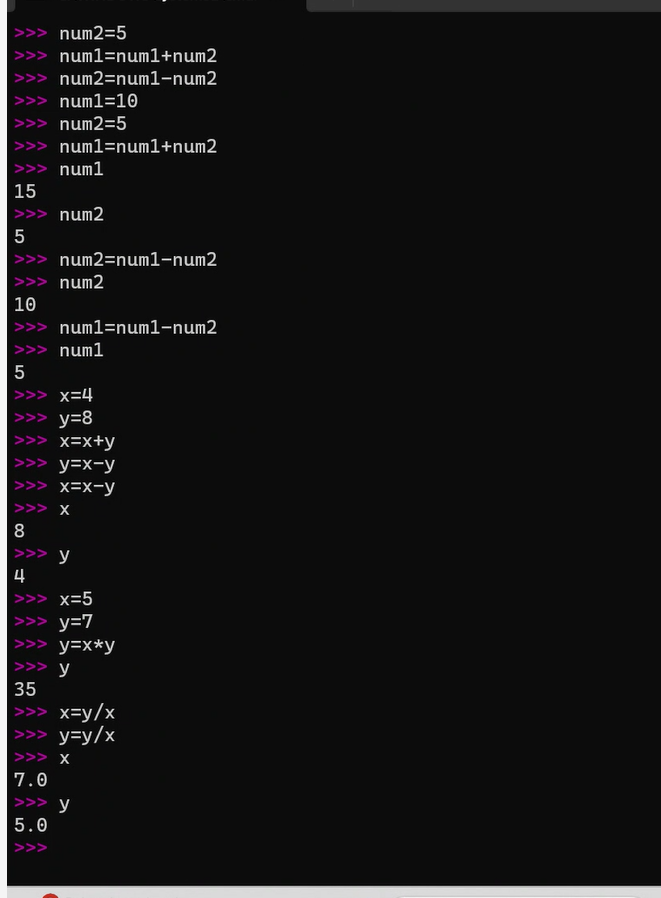 >>> num2=5
>>> num1=num1+num2
>>> num2=num1-num2
>>> num1=10
>>> num2=5
>>> num1=num1+num2
>>> num1
15
>>> num2
5
>>> num2=num1-num2
>>> num2
10
>>> num1=num1-num2
>>> num1
5
>>> x=4
>>> y=8
>>> x=x+y
>>> y=x-y
>>> x=x-y
>>> x
8
>>> y
4
>>> x=5
>>> y=7
>>> y=x*y
>>> y
35
>>> x=y/x
>>> y=y/x
>>> x
7.0
>>> y
5.0
>>>